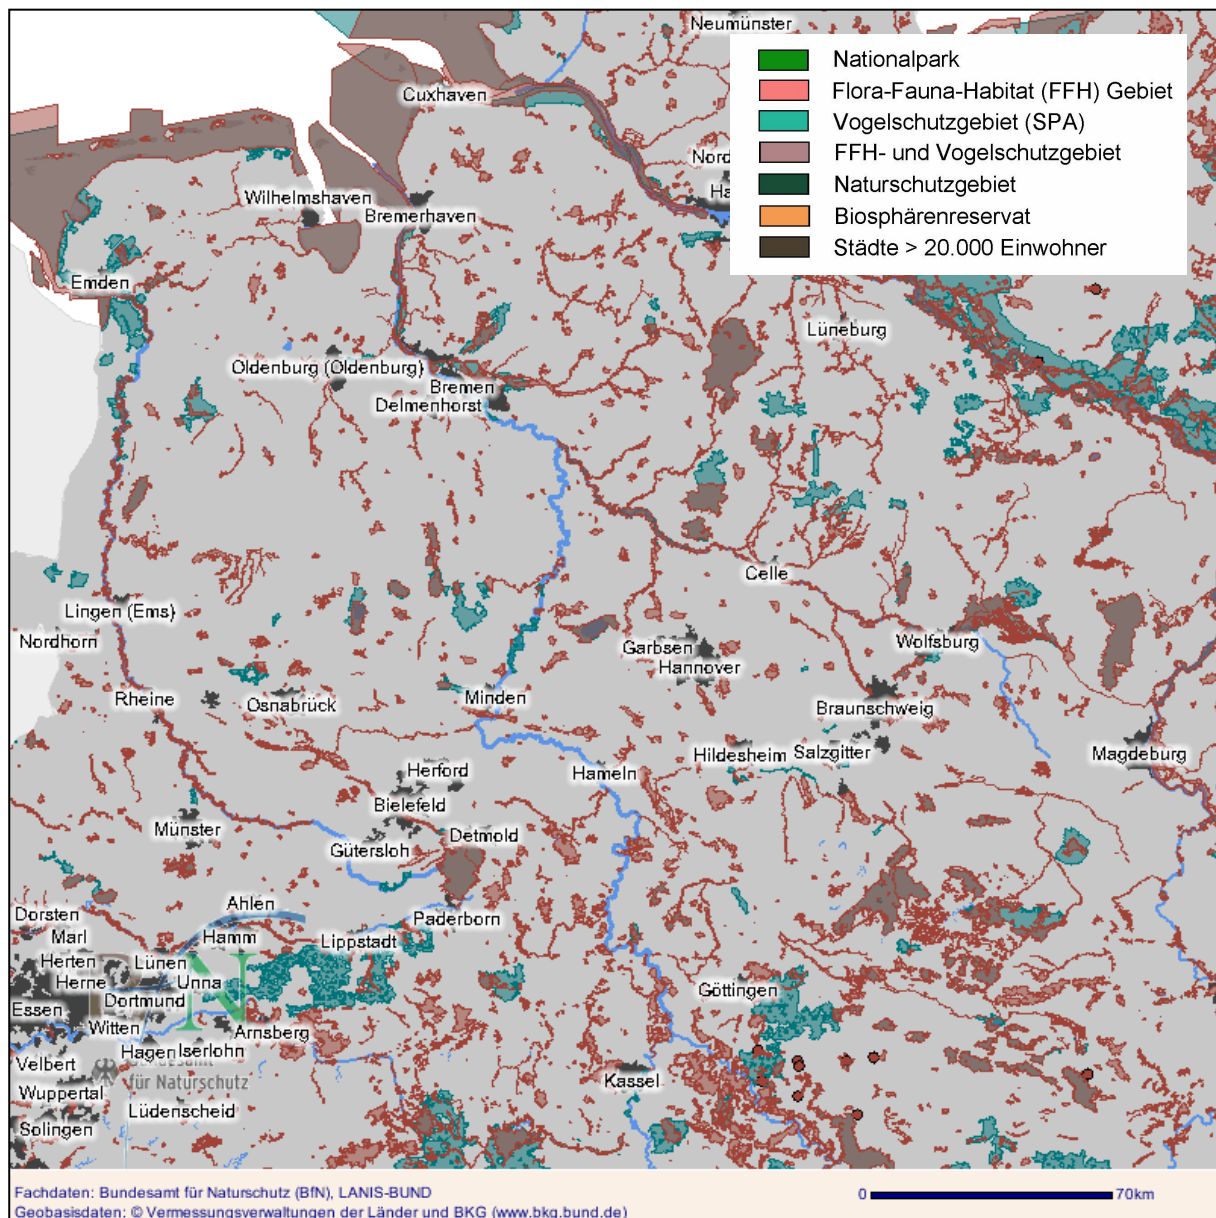 Neumünster
Nationalpark
Flora-Fauna-Habitat (FFH) Gebiet
Vogelschutzgebiet (SPA)
FFH- und Vogelschutzgebiet
Naturschutzgebiet
Biosphärenreservat
Städte > 20.000 Einwohner
Cuxhaven
Nord
Ha
Wilhelmshaven
Bremerhaven
Emden
Lüneburg
Oldenburg (Oldenburg)
Bremen
Delmenhorst
Celle
Lingen (Ems)
Nordhorn
Garbsen
Hannover
Wolfsburg
Rheine
Osnabrück
Minden
Braunschweig
Hildesheim
Salzgitter
Magdeburg
Herford
Hameln
Bielefeld
Münster
Detmold
Gütersloh
Ahlen
Paderborn
Dorsten
Marl
Hamm
Lippstadt
Herten
Lünen
Herne
Unna
Göttingen
Essen
Dortmund
Witten
Arnsberg
Hagen
Iserlohn
Velbert
Bundesamt
für Naturschutz
Kassel
Wuppertal
Lüdenscheid
Solingen
Fachdaten: Bundesamt für Naturschutz (BfN), LANIS-BUND
0 70km
Geobasisdaten: © Vermessungsverwaltungen der Länder und BKG (www.bkg.bund.de)